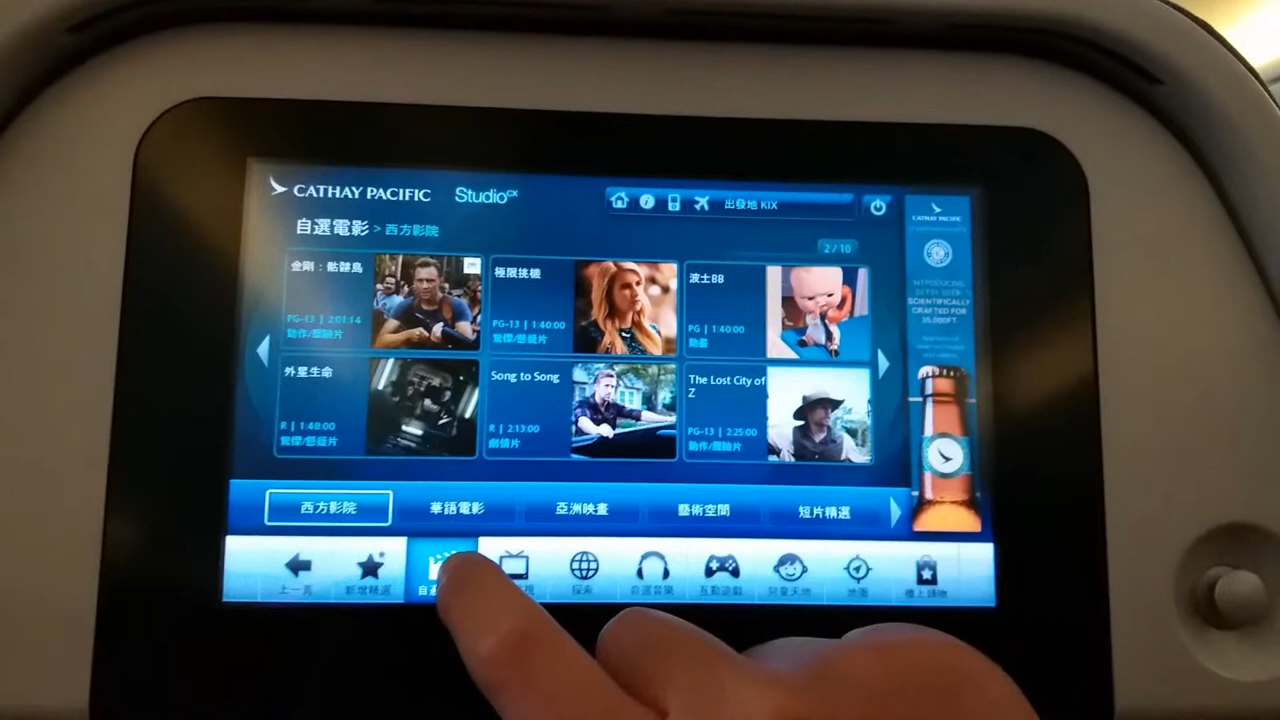 CATHAY PACIFIC
StudioCX
出發地 KIX
自選電影 > 西方影院
2 / 10
金剛：骷髏島
PG-13 | 2:01:14
動作/歷險片
極限挑機
PG-13 | 1:40:00
驚慄/懸疑片
波士BB
PG | 1:40:00
動畫
外星生命
R | 1:48:00
驚慄/懸疑片
Song to Song
R | 2:13:00
劇情片
The Lost City of
Z
PG-13 | 2:25:00
動作/歷險片
CATHAY PACIFIC
INTRODUCING
BETSY BEER
SCIENTIFICALLY
CRAFTED FOR
35,000FT.
西方影院
華語電影
亞洲映畫
藝術空間
短片精選
上一頁
新增精選
自選
視
探索
自選音樂
互動遊戲
兒童天地
地圖
機上購物